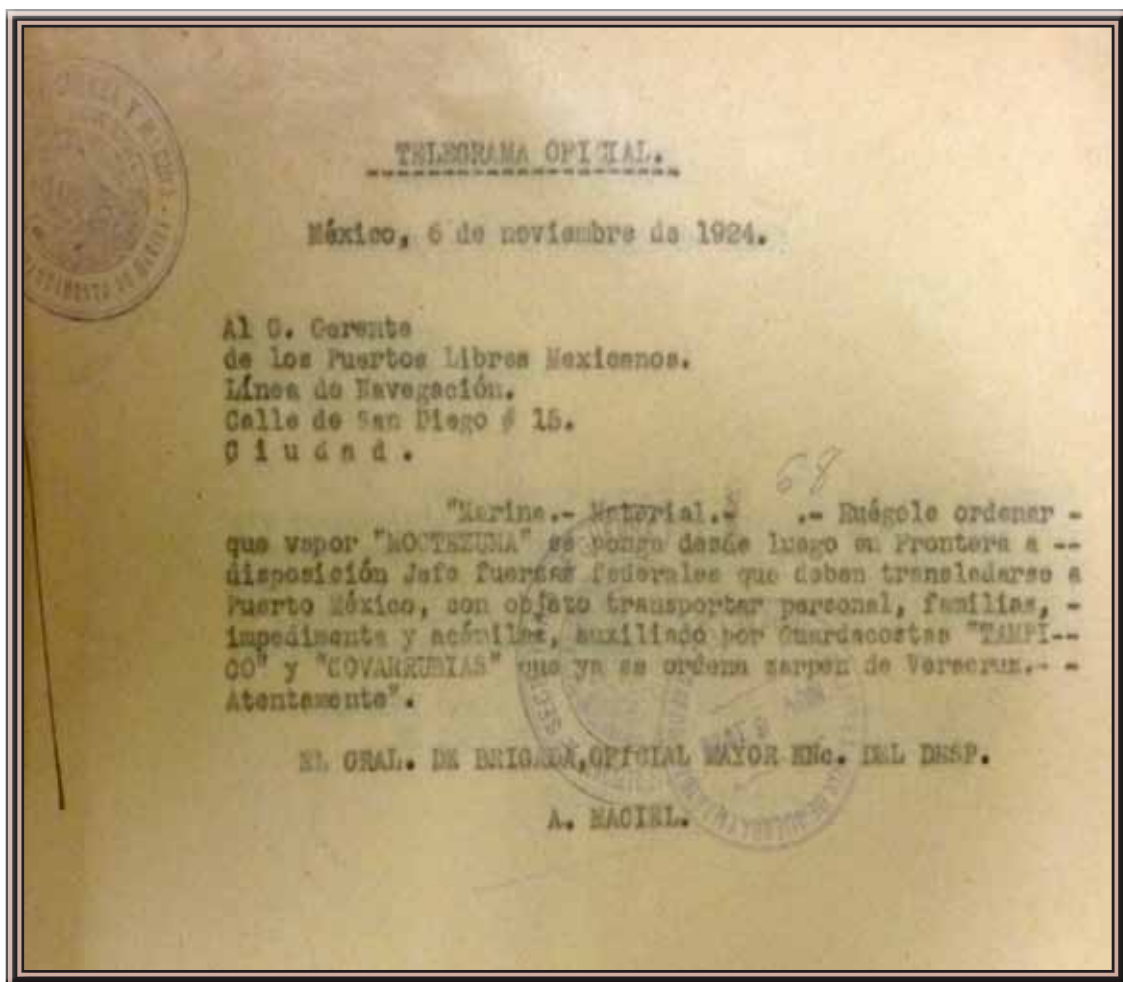 TELEGRAMA OFICIAL.
México, 6 de noviembre de 1924.
Al C. Gerente
de los Puertos Libres Mexicanos.
Línea de Navegación.
Calle de San Diego # 15.
C i u d a d .
68
"Marina.- Material.- .- Ruégole ordenar -
que vapor "MOCTEZUMA" se ponga desde luego en Frontera a --
disposición Jefe fuerzas federales que deben transladarse a
Puerto México, con objeto transportar personal, familias, -
impedimenta y acémilas, auxiliado por Guardacostas "TAMPI--
CO" y "COVARRUBIAS" que ya se ordena zarpen de Veracruz.- -
Atentamente".
EL GRAL. DE BRIGADA, OFICIAL MAYOR ENc. DEL DESP.
A. MACIEL.